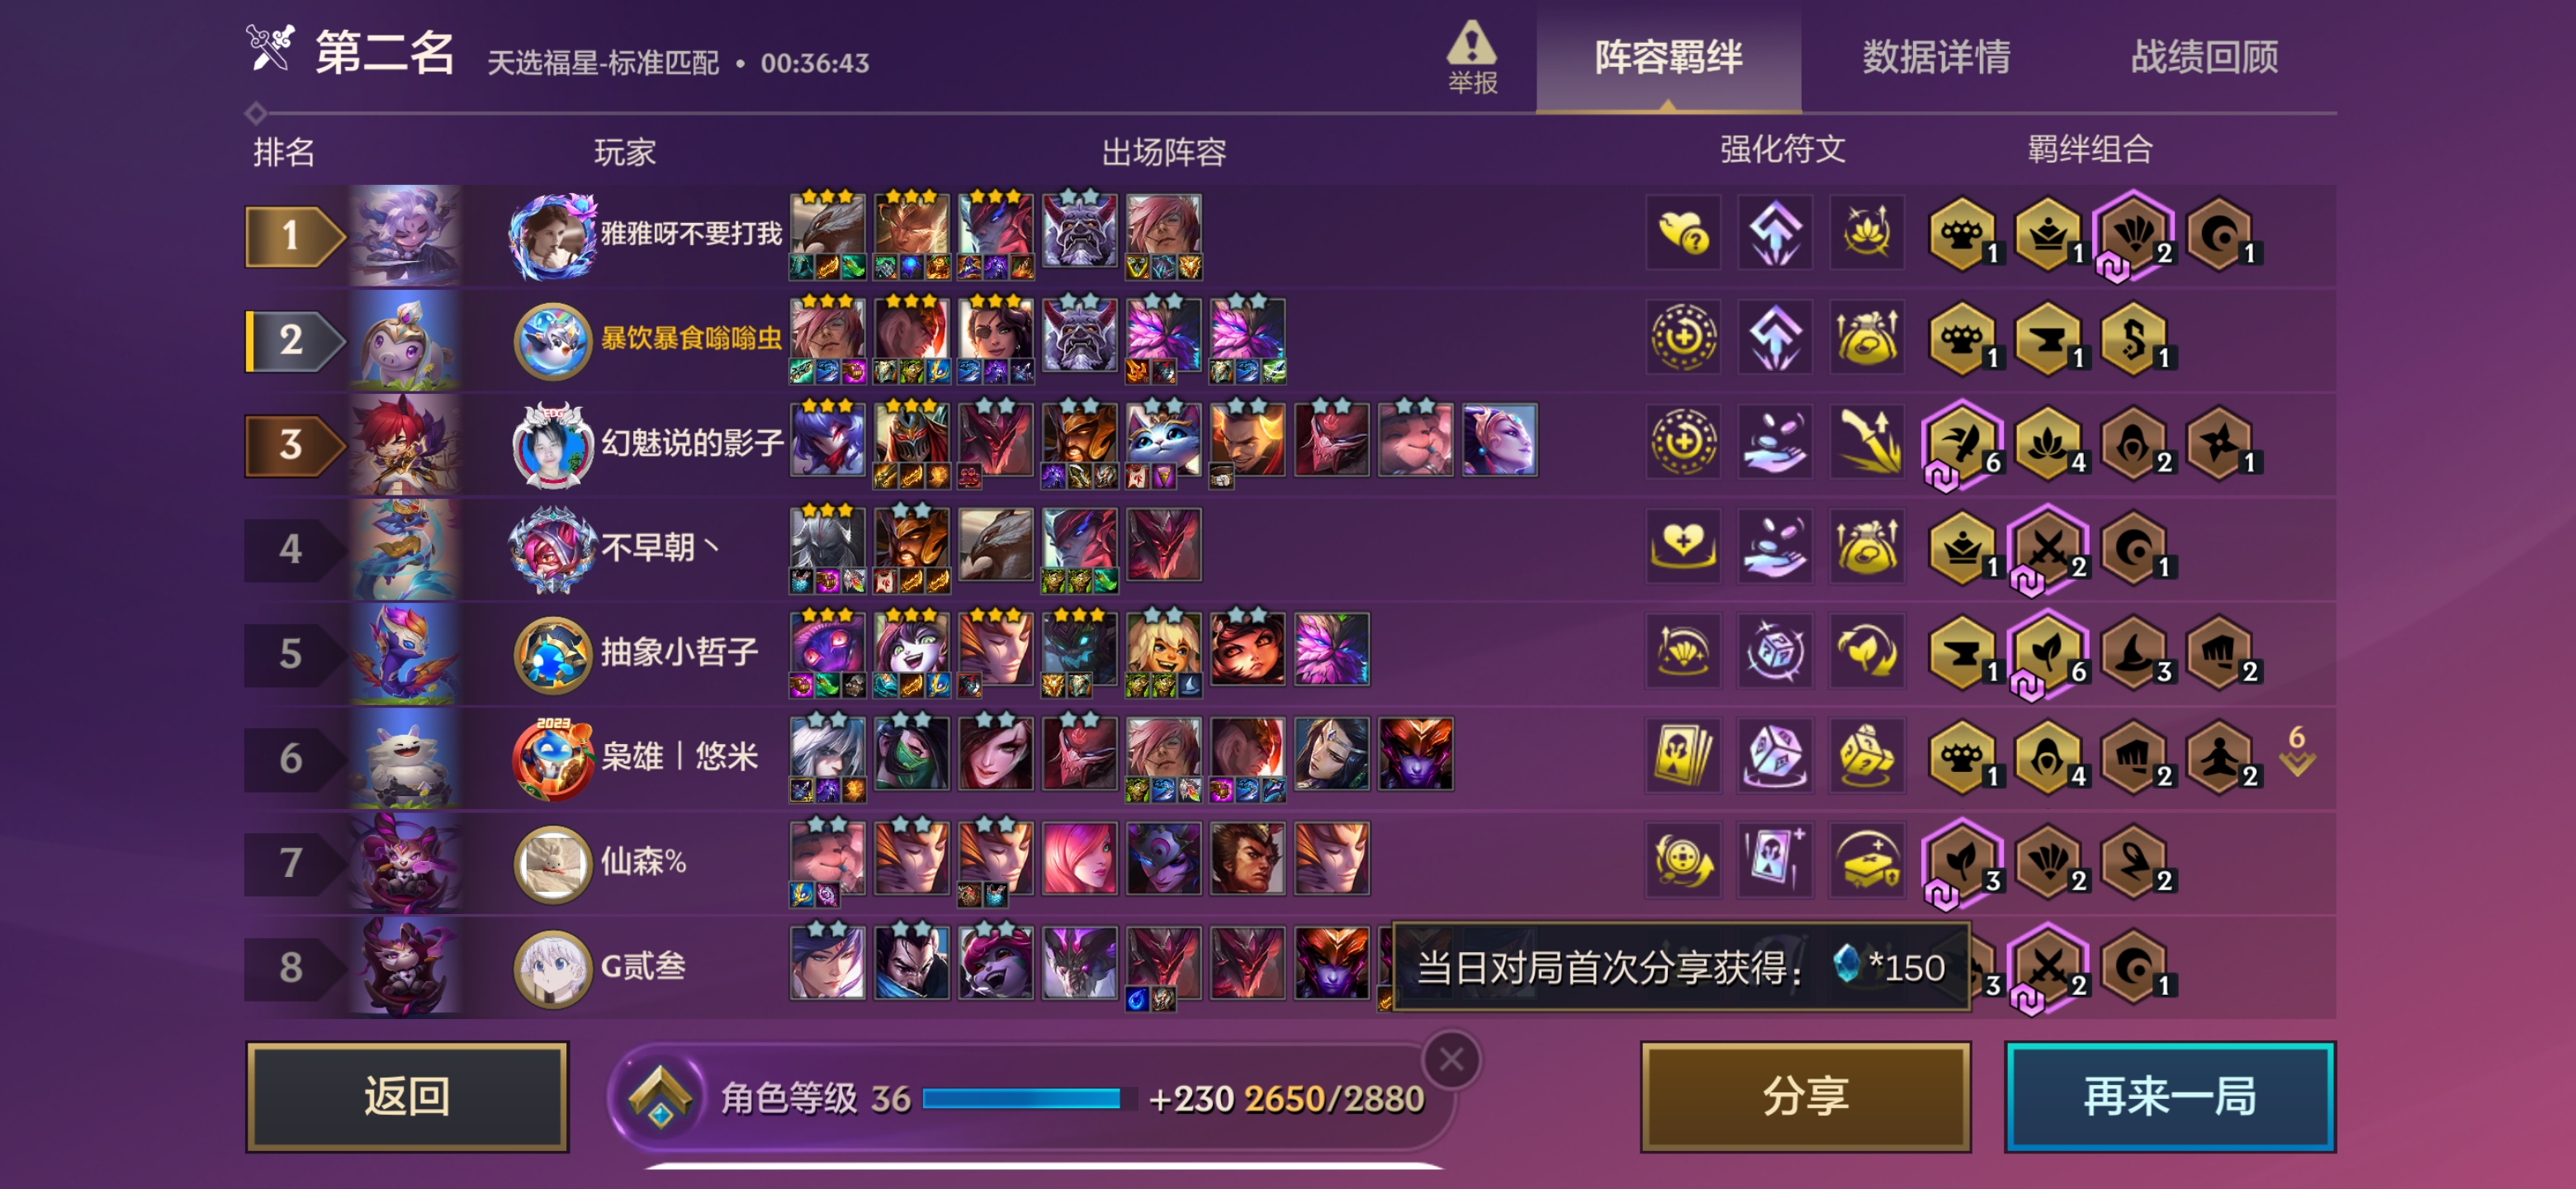 第二名 天选福星-标准匹配 • 00:36:43 举报 阵容羁绊 数据详情 战绩回顾
排名 玩家 出场阵容 强化符文 羁绊组合
1 雅雅呀不要打我 1 1 2 1
2 暴饮暴食嗡嗡虫 1 1 1
3 EDG 幻魅说的影子 6 4 2 1
4 不早朝丶 1 2 1
5 抽象小哲子 1 6 3 2
6 2023 枭雄丨悠米 1 4 2 2 6
7 仙森% 3 2 2
8 G贰叁 3 2 1
当日对局首次分享获得： *150
返回 角色等级 36 +230 2650/2880 分享 再来一局